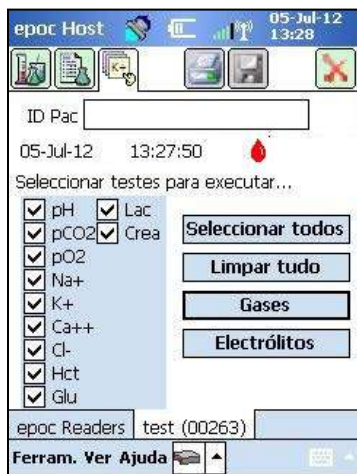 epoc Host 05-Jul-12
13:28
K+
ID Pac
05-Jul-12 13:27:50
Seleccionar testes para executar...
pH Lac
pCO2 Crea
pO2
Na+
K+
Ca++
Cl-
Hct
Glu
Seleccionar todos
Limpar tudo
Gases
Electrólitos
epoc Readers test (00263)
Ferram. Ver Ajuda